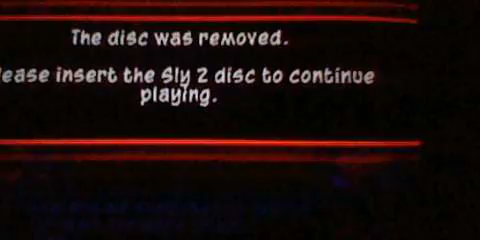 The disc was removed.
lease insert the Sly 2 disc to continue
playing.